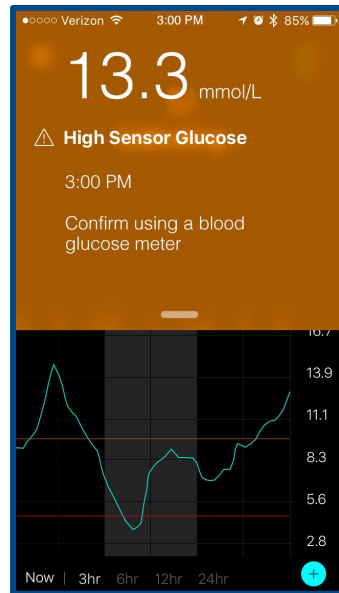 Verizon 3:00 PM 85%
13.3 mmol/L
High Sensor Glucose
3:00 PM
Confirm using a blood
glucose meter
16.7
13.9
11.1
8.3
5.6
2.8
Now | 3hr 6hr 12hr 24hr +